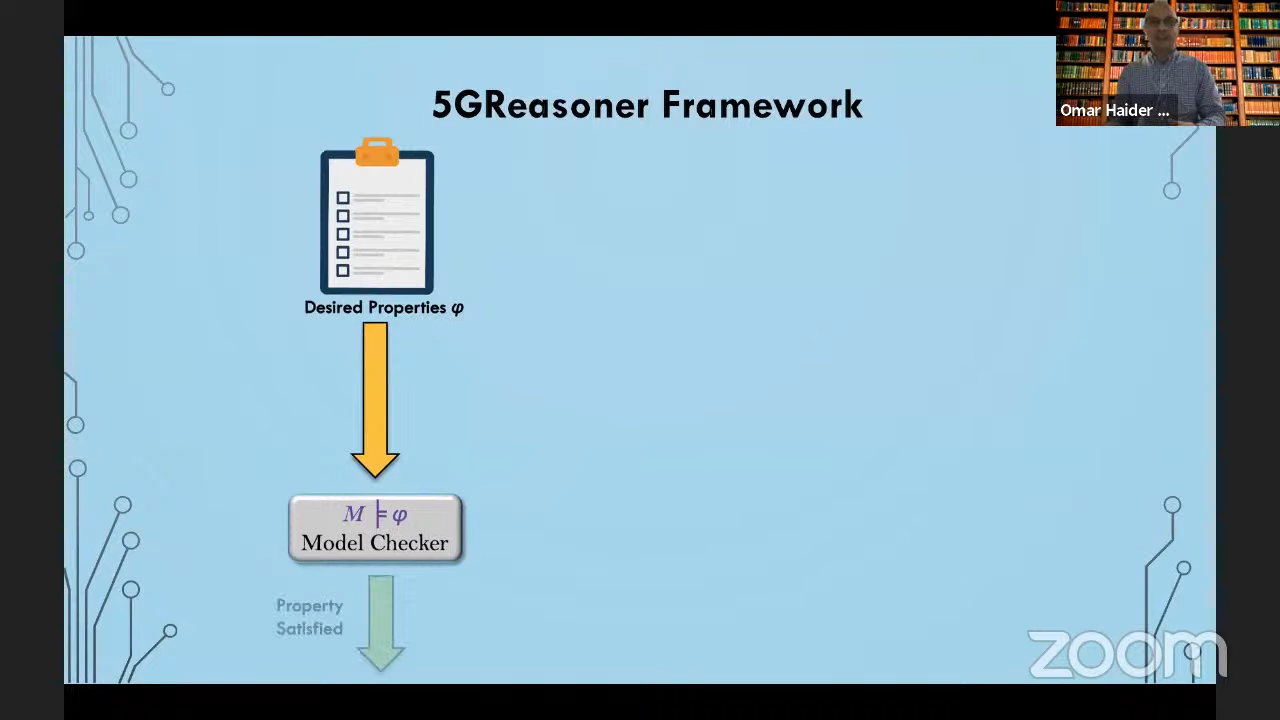 5GReasoner Framework
Omar Haider ...
Desired Properties φ
M ⊨ φ
Model Checker
Property
Satisfied
zoom